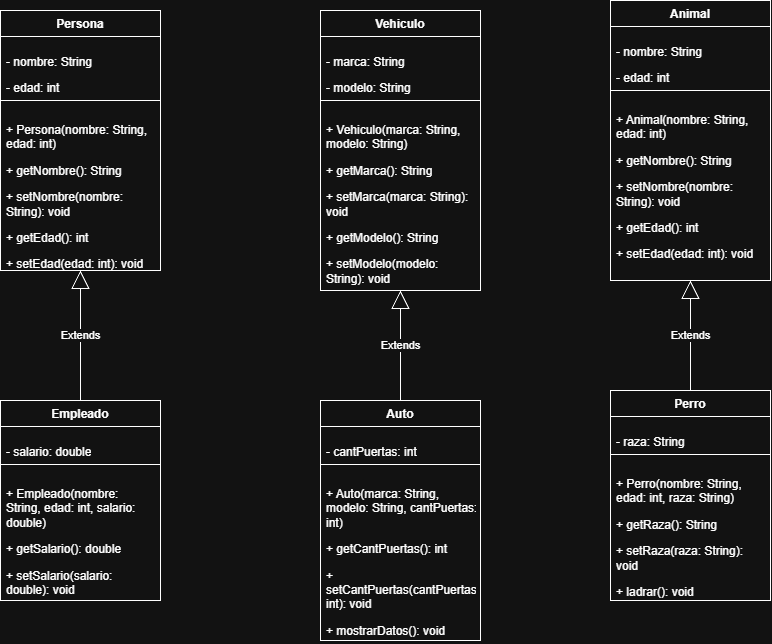 Persona
- nombre: String
- edad: int
+ Persona(nombre: String,
edad: int)
+ getNombre(): String
+ setNombre(nombre:
String): void
+ getEdad(): int
+ setEdad(edad: int): void
Extends
Empleado
- salario: double
+ Empleado(nombre:
String, edad: int, salario:
double)
+ getSalario(): double
+ setSalario(salario:
double): void
Vehiculo
- marca: String
- modelo: String
+ Vehiculo(marca: String,
modelo: String)
+ getMarca(): String
+ setMarca(marca: String):
void
+ getModelo(): String
+ setModelo(modelo:
String): void
Extends
Auto
- cantPuertas: int
+ Auto(marca: String,
modelo: String, cantPuertas:
int)
+ getCantPuertas(): int
+
setCantPuertas(cantPuertas
int): void
+ mostrarDatos(): void
Animal
- nombre: String
- edad: int
+ Animal(nombre: String,
edad: int)
+ getNombre(): String
+ setNombre(nombre:
String): void
+ getEdad(): int
+ setEdad(edad: int): void
Extends
Perro
- raza: String
+ Perro(nombre: String,
edad: int, raza: String)
+ getRaza(): String
+ setRaza(raza: String):
void
+ ladrar(): void